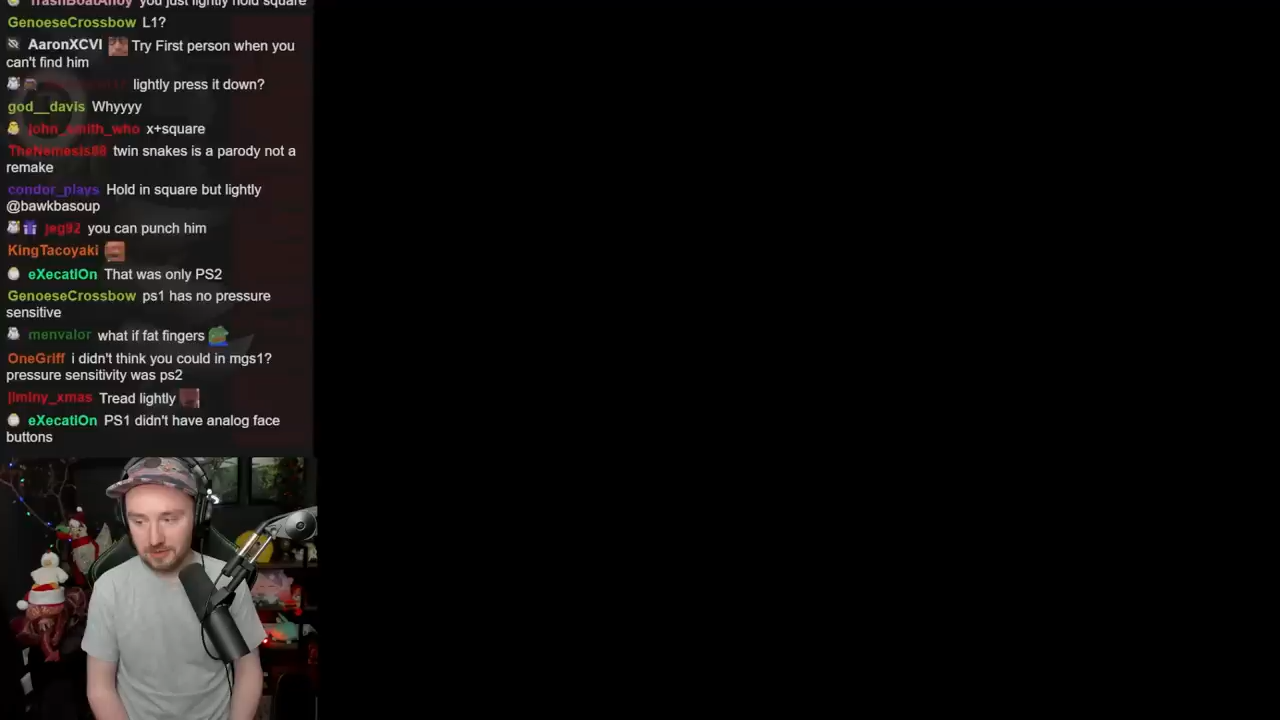 TrashBoatAhoy you just lightly hold square
GenoeseCrossbow L1?
AaronXCVI Try First person when you
can't find him
lightly press it down?
god__davis Whyyyy
john_smith_who x+square
TheNemesis88 twin snakes is a parody not a
remake
condor_plays Hold in square but lightly
@bawkbasoup
jeg92 you can punch him
KingTacoyaki
eXecatIOn That was only PS2
GenoeseCrossbow ps1 has no pressure
sensitive
menvalor what if fat fingers
OneGriff i didn't think you could in mgs1?
pressure sensitivity was ps2
jiminy_xmas Tread lightly
eXecatIOn PS1 didn't have analog face
buttons